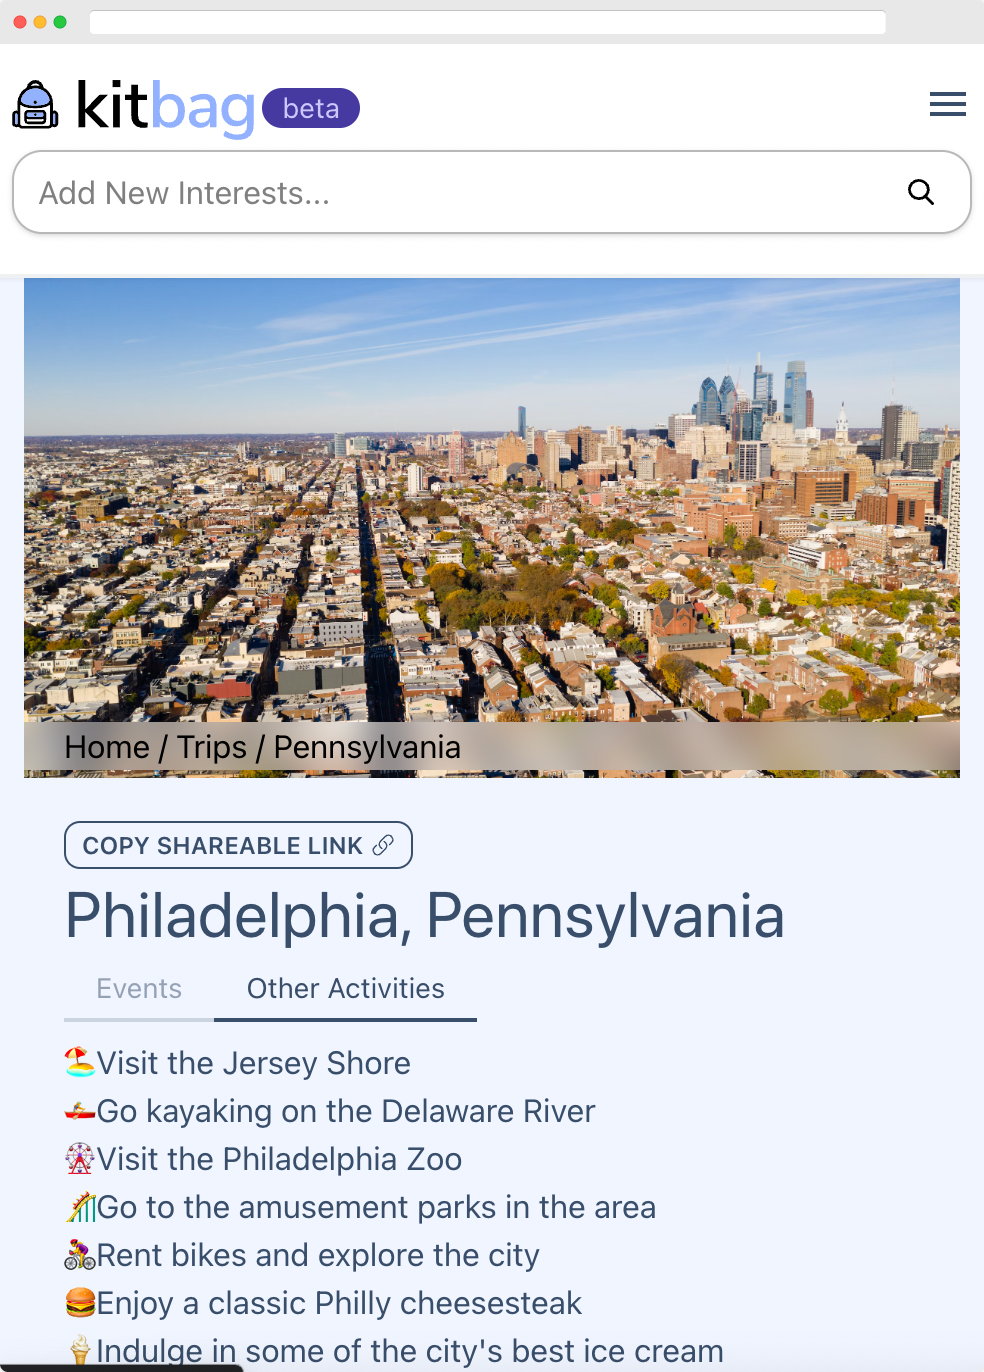 kitbag beta
Add New Interests...
Home / Trips / Pennsylvania
COPY SHAREABLE LINK
Philadelphia, Pennsylvania
Events Other Activities
Visit the Jersey Shore
Go kayaking on the Delaware River
Visit the Philadelphia Zoo
Go to the amusement parks in the area
Rent bikes and explore the city
Enjoy a classic Philly cheesesteak
Indulge in some of the city's best ice cream